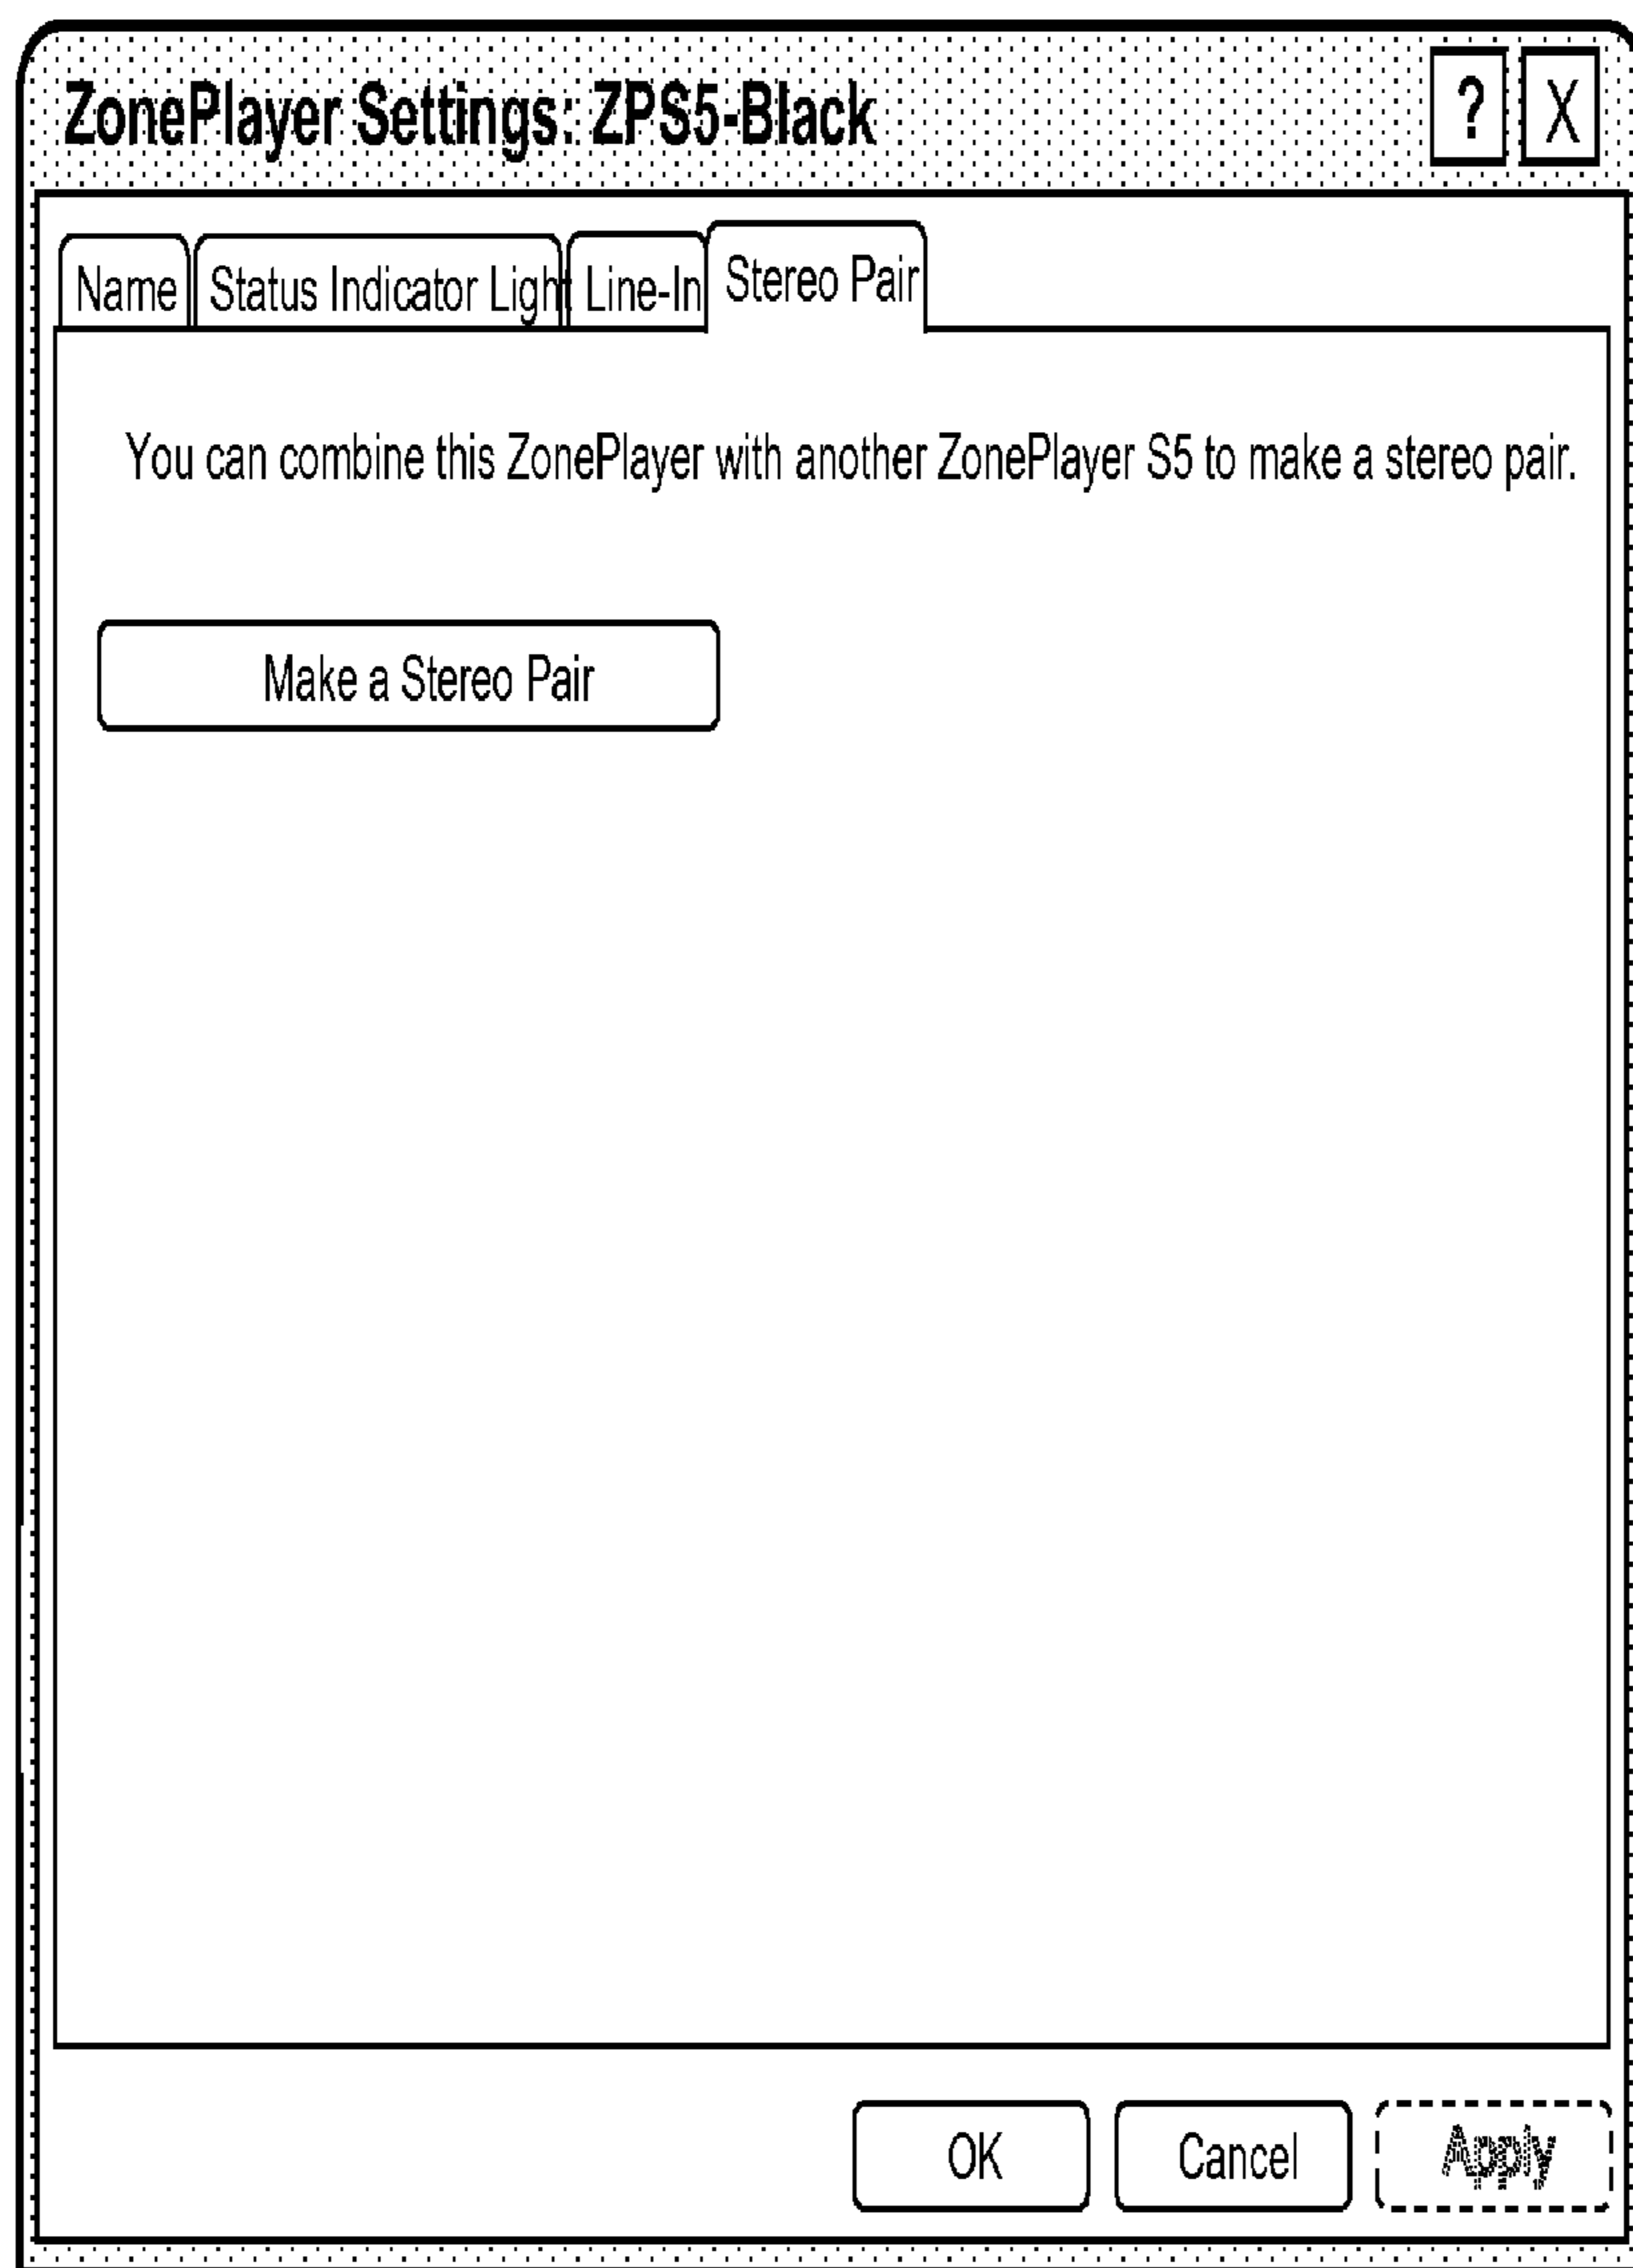 ZonePlayer Settings: ZPS5-Black ? X
Name Status Indicator Light Line-In Stereo Pair
You can combine this ZonePlayer with another ZonePlayer S5 to make a stereo pair.
Make a Stereo Pair
OK Cancel Apply